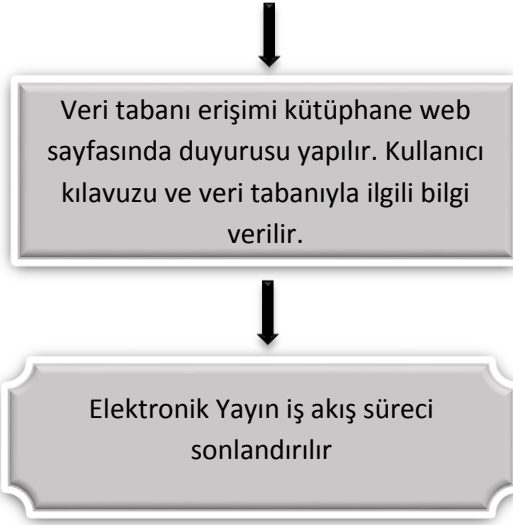 Veri tabanı erişimi kütüphane web
sayfasında duyurusu yapılır. Kullanıcı
kılavuzu ve veri tabanıyla ilgili bilgi
verilir.
Elektronik Yayın iş akış süreci
sonlandırılır